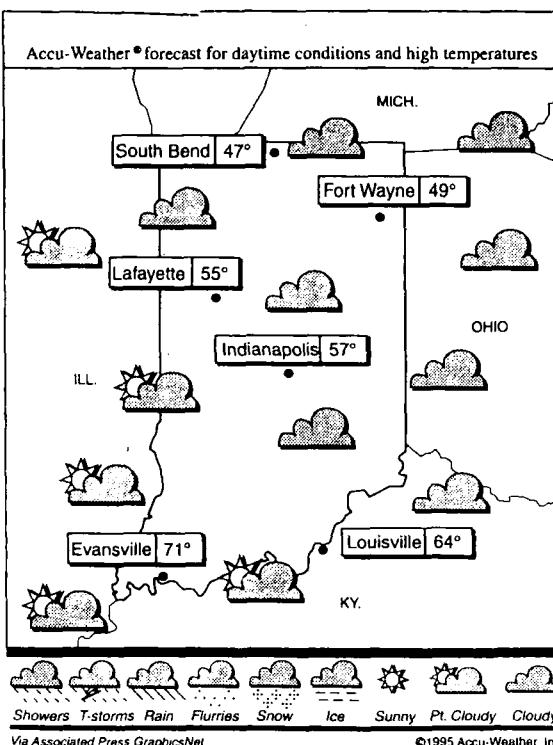 Accu-Weather® forecast for daytime conditions and high temperatures
MICH.
South Bend 47°
Fort Wayne 49°
Lafayette 55°
OHIO
Indianapolis 57°
ILL.
Evansville 71°
Louisville 64°
KY.
Showers T-storms Rain Flurries Snow Ice Sunny Pt. Cloudy Cloudy
Via Associated Press GraphicsNet ©1995 Accu-Weather, In